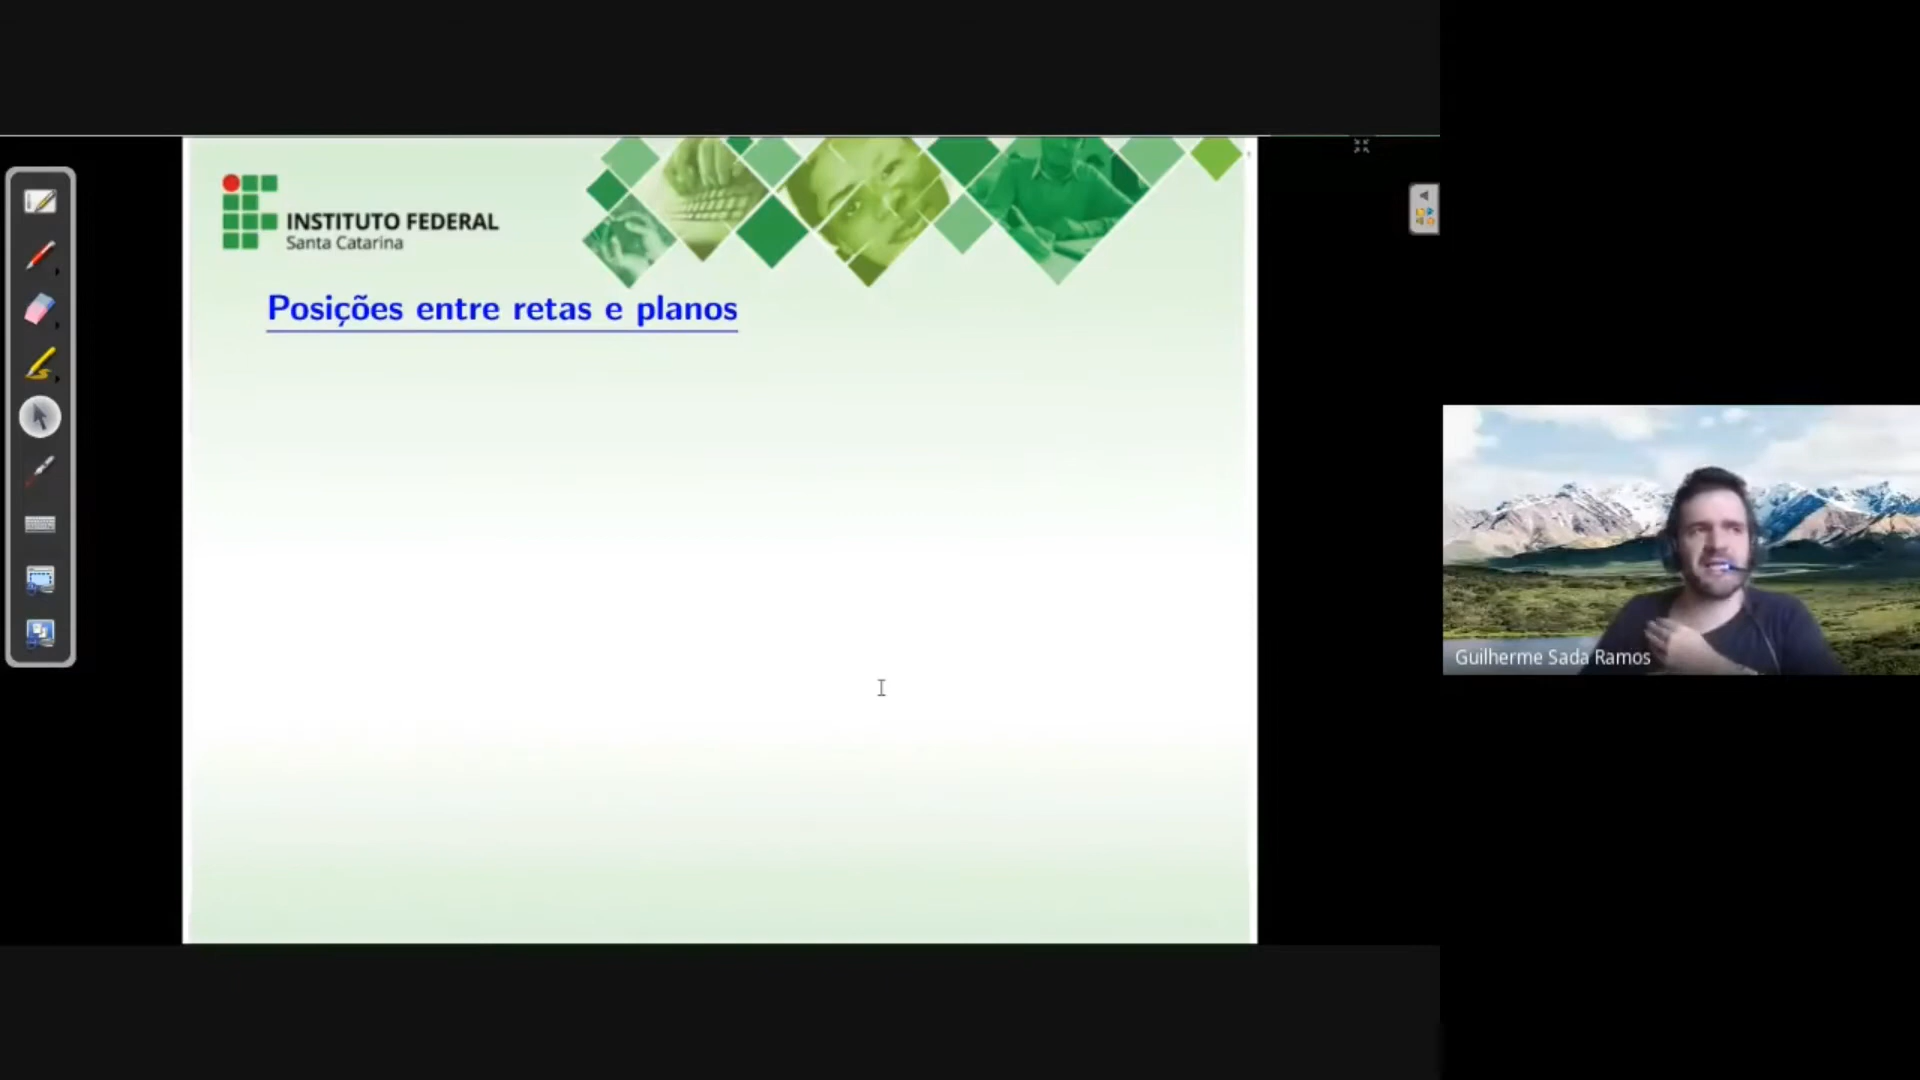 INSTITUTO FEDERAL
Santa Catarina
Posições entre retas e planos
Guilherme Sada Ramos